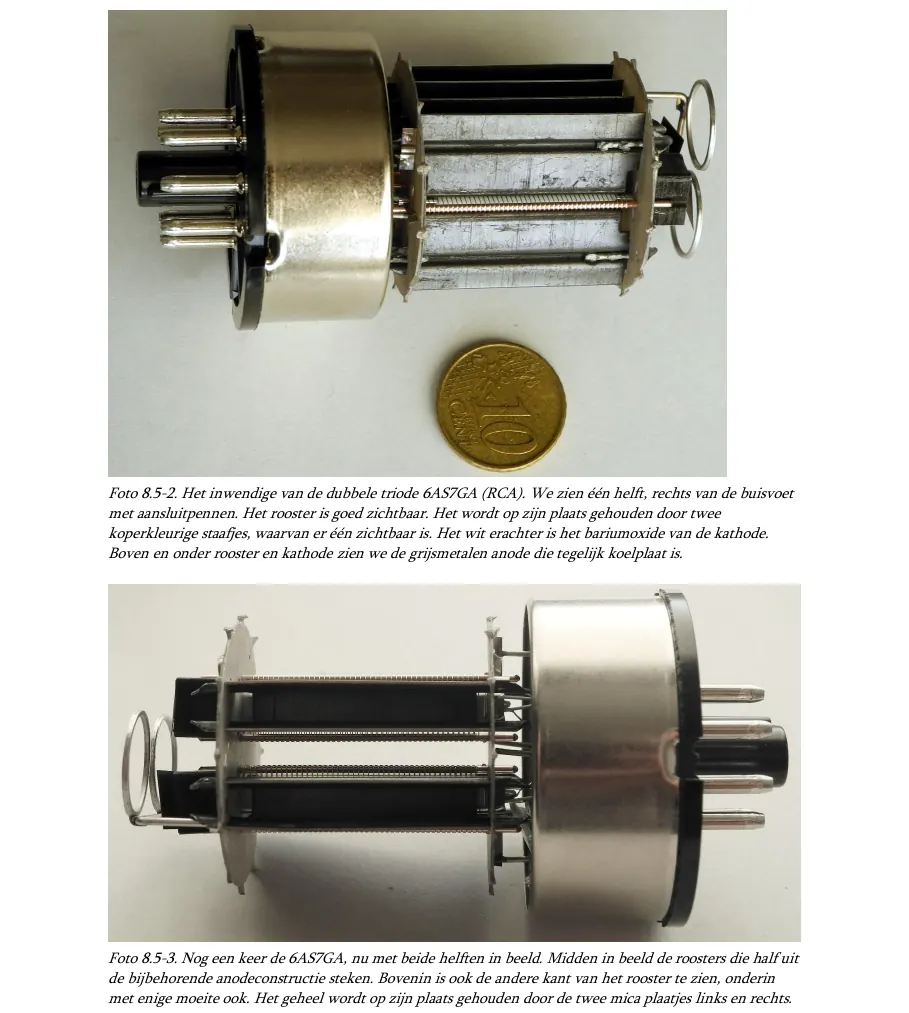 10
CENT
Foto 8.5-2. Het inwendige van de dubbele triode 6AS7GA (RCA). We zien één helft, rechts van de buisvoet
met aansluitpennen. Het rooster is goed zichtbaar. Het wordt op zijn plaats gehouden door twee
koperkleurige staafjes, waarvan er één zichtbaar is. Het wit erachter is het bariumoxide van de kathode.
Boven en onder rooster en kathode zien we de grijsmetalen anode die tegelijk koelplaat is.
Foto 8.5-3. Nog een keer de 6AS7GA, nu met beide helften in beeld. Midden in beeld de roosters die half uit
de bijbehorende anodeconstructie steken. Bovenin is ook de andere kant van het rooster te zien, onderin
met enige moeite ook. Het geheel wordt op zijn plaats gehouden door de twee mica plaatjes links en rechts.